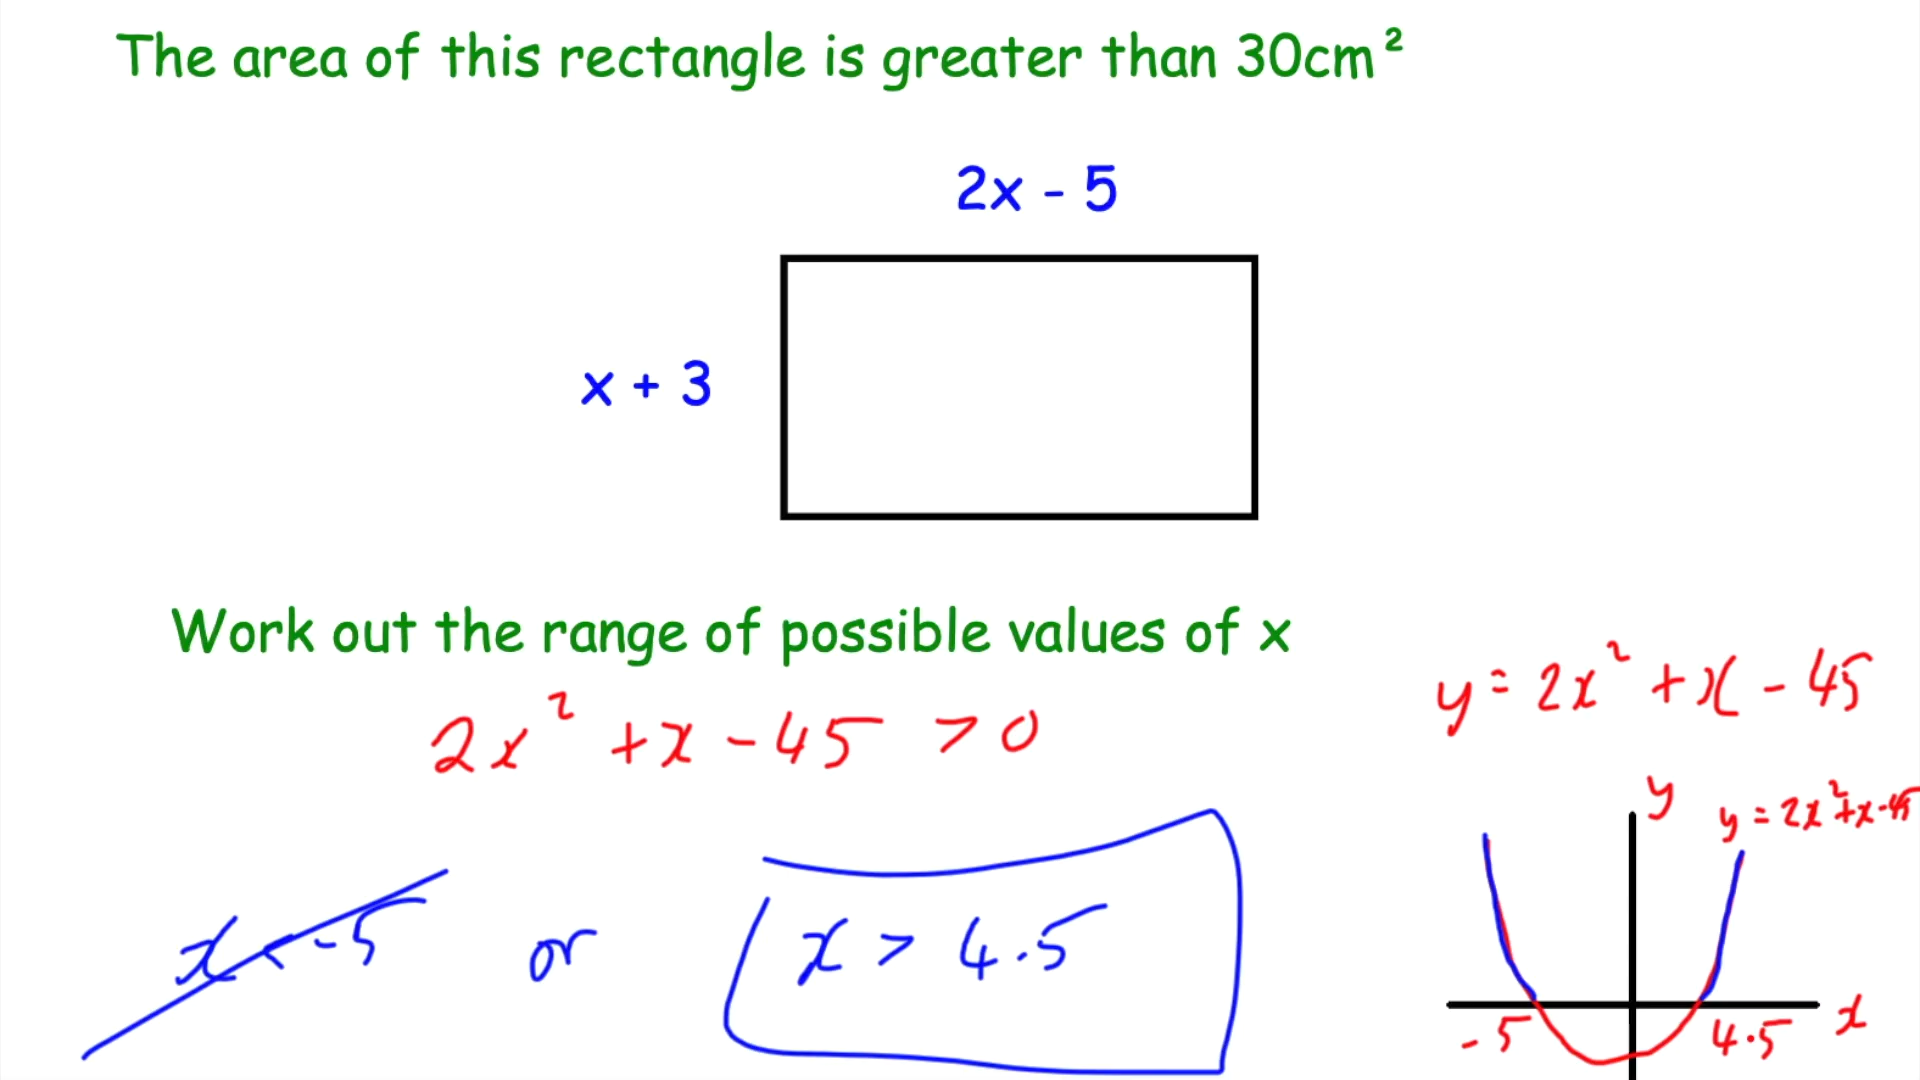 The area of this rectangle is greater than 30cm²
2x - 5
x + 3
Work out the range of possible values of x
2x² + x - 45 > 0
x < -5 or x > 4.5
y = 2x² + x - 45
y
y = 2x² + x - 45
-5
4.5
x